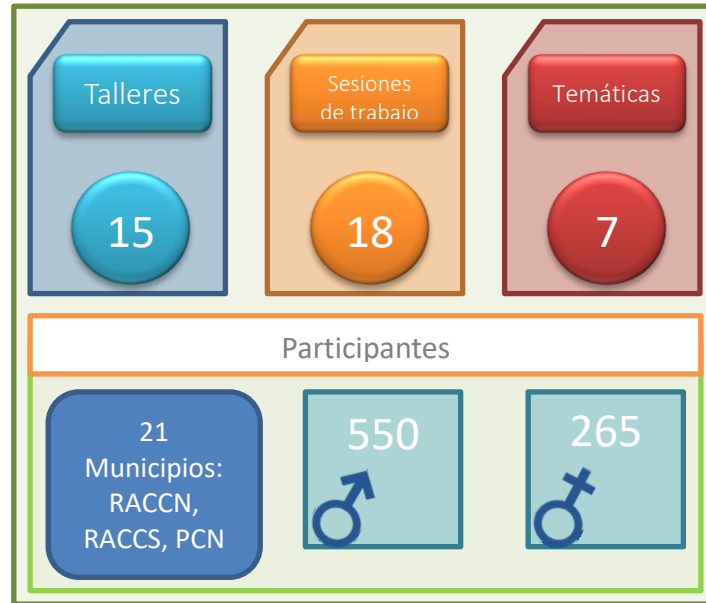 Talleres
Sesiones
de trabajo
Temáticas
15
18
7
Participantes
21
Municipios:
RACCN,
RACCS, PCN
550
265